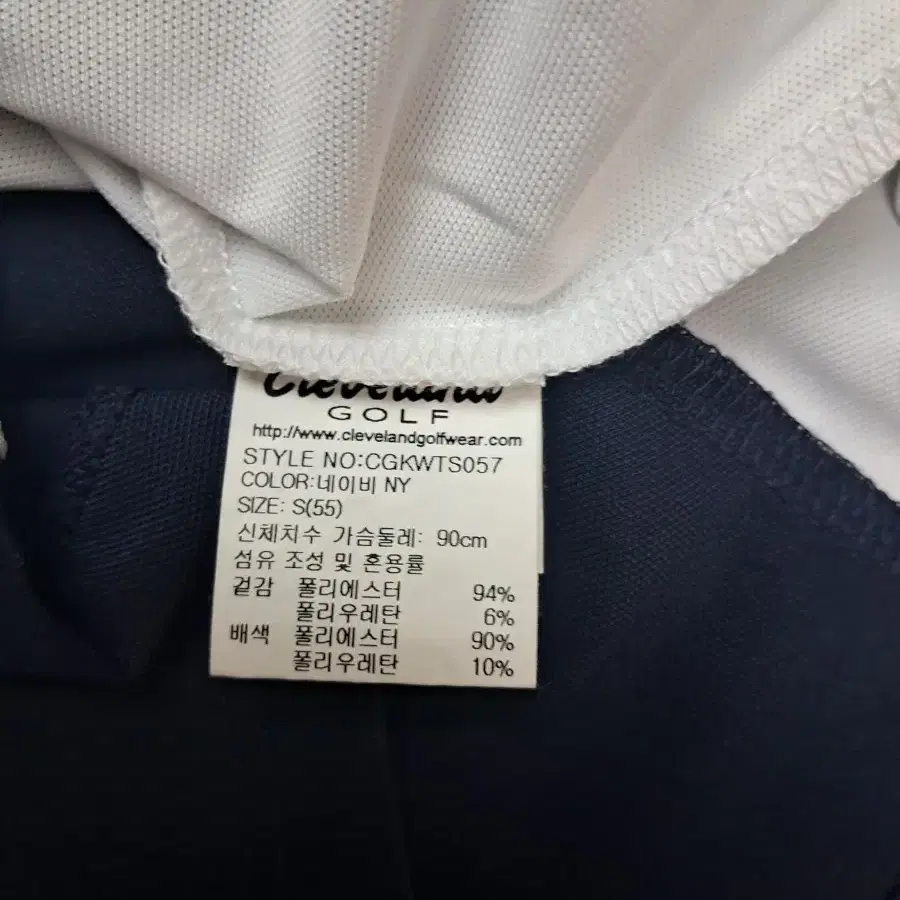 Cleveland
GOLF
http://www.clevelandgolfwear.com
STYLE NO:CGKWTS057
COLOR:네이비 NY
SIZE: S(55)
신체치수 가슴둘레: 90cm
섬유 조성 및 혼용률
겉감 폴리에스터 94%
폴리우레탄 6%
배색 폴리에스터 90%
폴리우레탄 10%